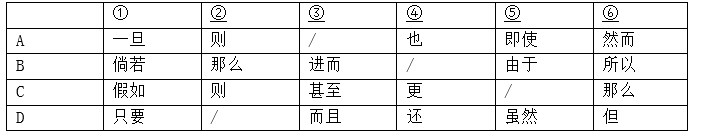 ① ② ③ ④ ⑤ ⑥
A 一旦 则 / 也 即使 然而
B 倘若 那么 进而 / 由于 所以
C 假如 则 甚至 更 / 那么
D 只要 / 而且 还 虽然 但